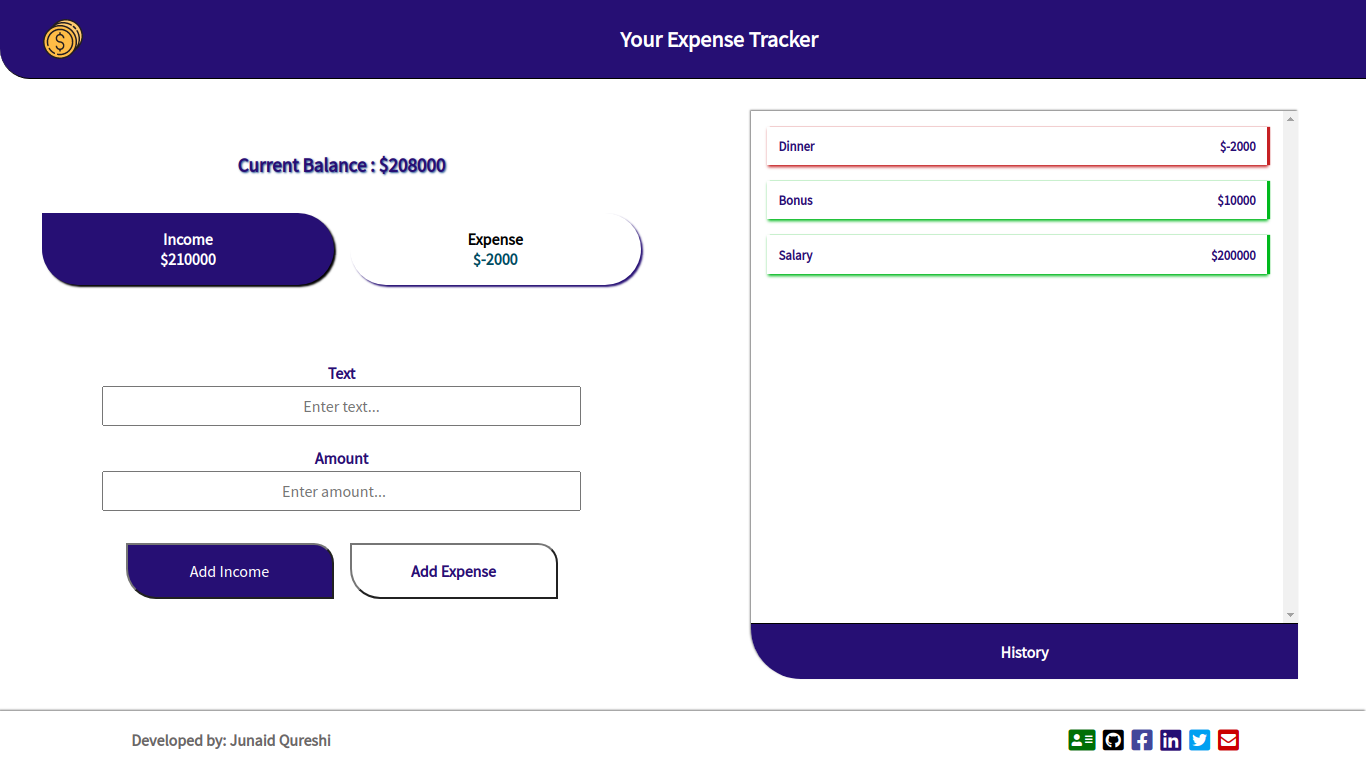 Your Expense Tracker
Current Balance : $208000
Income
$210000
Expense
$-2000
Text
Enter text...
Amount
Enter amount...
Add Income
Add Expense
Dinner $-2000
Bonus $10000
Salary $200000
History
Developed by: Junaid Qureshi